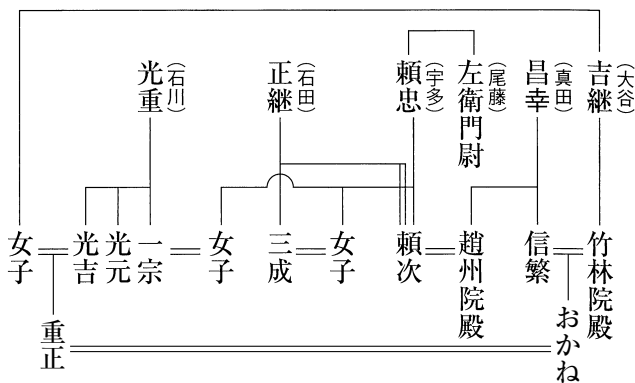 吉継（大谷）
昌幸（真田）
左衛門尉（尾藤）
頼忠（宇多）
正継（石田）
光重（石川）
竹林院殿
信繁
趙州院殿
頼次
女子
三成
女子
一宗
光元
光吉
女子
おかね
重正